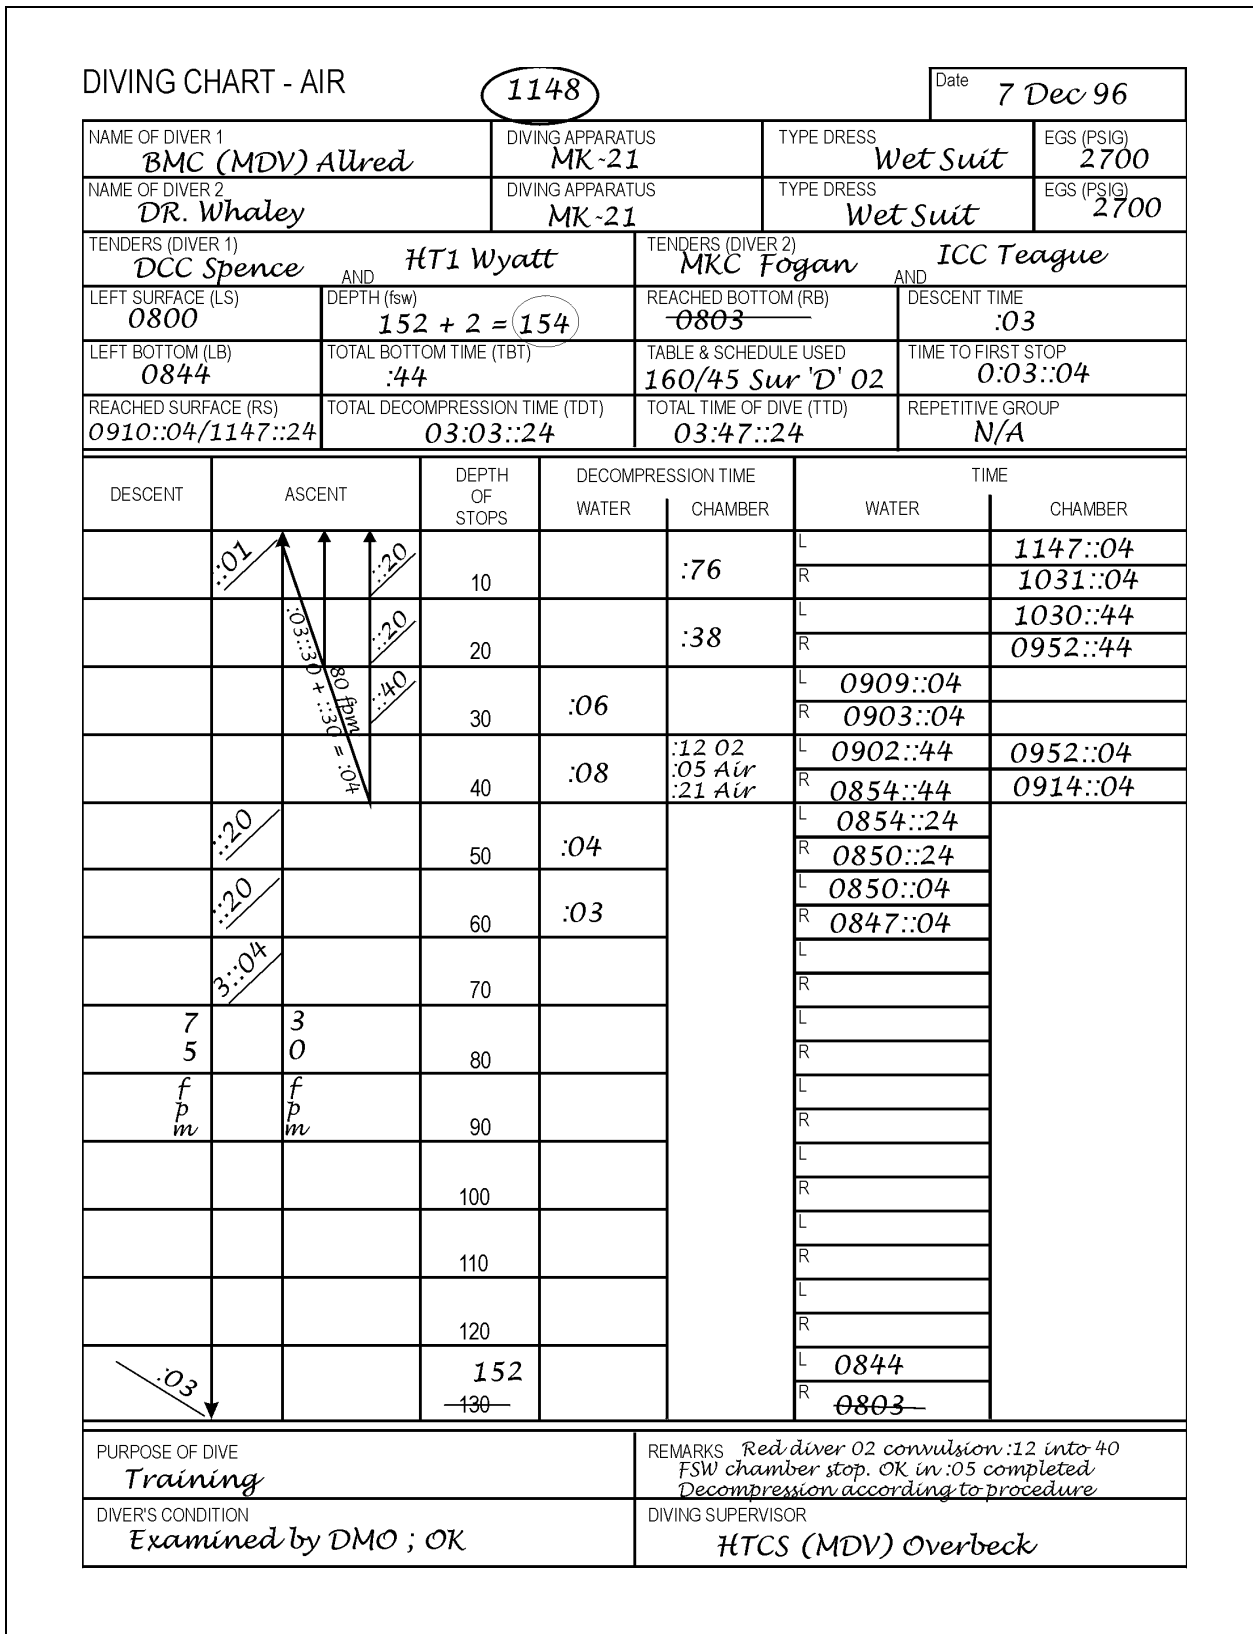 DIVING CHART - AIR
1148
Date
7 Dec 96
NAME OF DIVER 1
BMC (MDV) Allred
DIVING APPARATUS
MK-21
TYPE DRESS
Wet Suit
EGS (PSIG)
2700
NAME OF DIVER 2
DR. Whaley
DIVING APPARATUS
MK-21
TYPE DRESS
Wet Suit
EGS (PSIG)
2700
TENDERS (DIVER 1)
DCC Spence AND HT1 Wyatt
TENDERS (DIVER 2)
MKC Fogan AND ICC Teague
LEFT SURFACE (LS)
0800
DEPTH (fsw)
152 + 2 = 154
REACHED BOTTOM (RB)
0803
DESCENT TIME
:03
LEFT BOTTOM (LB)
0844
TOTAL BOTTOM TIME (TBT)
:44
TABLE & SCHEDULE USED
160/45 Sur 'D' 02
TIME TO FIRST STOP
0:03::04
REACHED SURFACE (RS)
0910::04/1147::24
TOTAL DECOMPRESSION TIME (TDT)
03:03::24
TOTAL TIME OF DIVE (TTD)
03:47::24
REPETITIVE GROUP
N/A
DESCENT
ASCENT
DEPTH
OF
STOPS
DECOMPRESSION TIME
WATER
CHAMBER
TIME
WATER
CHAMBER
::01
::20
10
:76
L
1147::04
R
1031::04
::20
20
:38
L
1030::44
R
0952::44
:03::30 + ::30 = :04
80 fpm
::40
30
:06
L
0909::04
R
0903::04
40
:08
:12 02
:05 Air
:21 Air
L
0902::44
0952::04
R
0854::44
0914::04
::20
50
:04
L
0854::24
R
0850::24
::20
60
:03
L
0850::04
R
0847::04
3::04
70
L
R
75 fpm
30 fpm
80
L
R
90
L
R
100
L
R
110
L
R
120
L
R
:03
152
130
L
0844
R
0803
PURPOSE OF DIVE
Training
REMARKS Red diver 02 convulsion :12 into 40
FSW chamber stop. OK in :05 completed
Decompression according to procedure
DIVER'S CONDITION
Examined by DMO ; OK
DIVING SUPERVISOR
HTCS (MDV) Overbeck